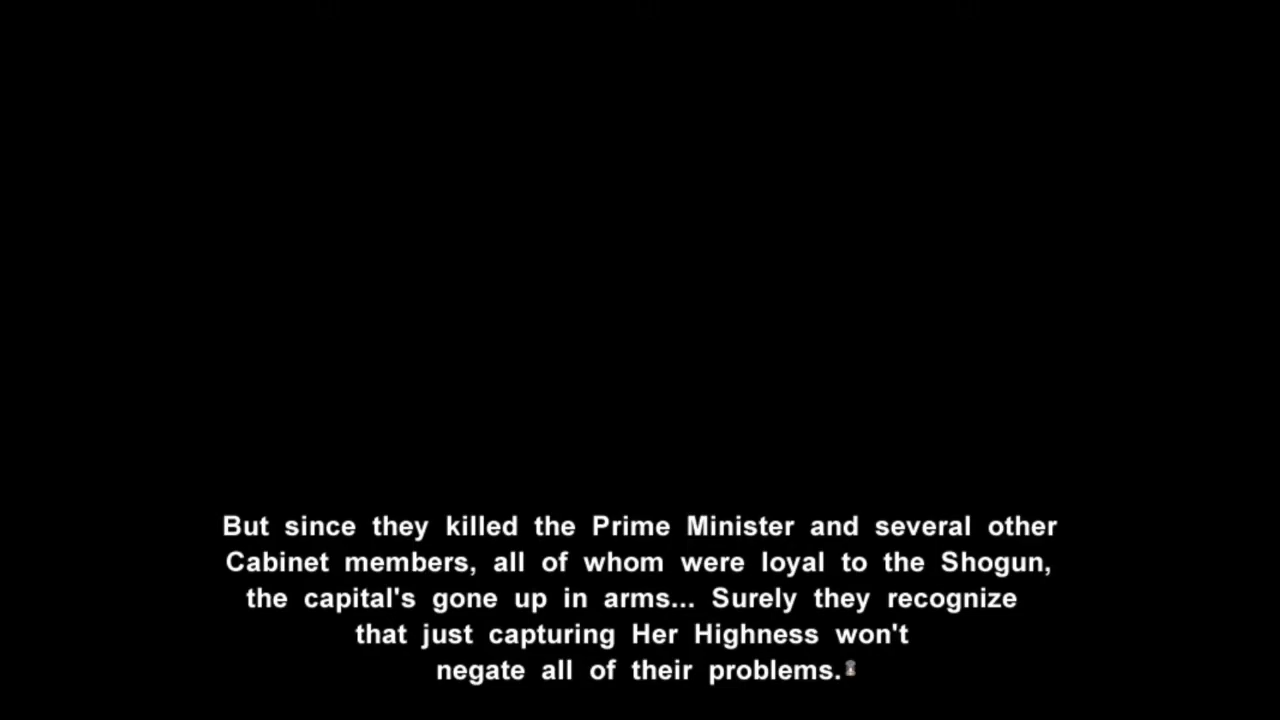 But since they killed the Prime Minister and several other
Cabinet members, all of whom were loyal to the Shogun,
the capital's gone up in arms... Surely they recognize
that just capturing Her Highness won't
negate all of their problems.